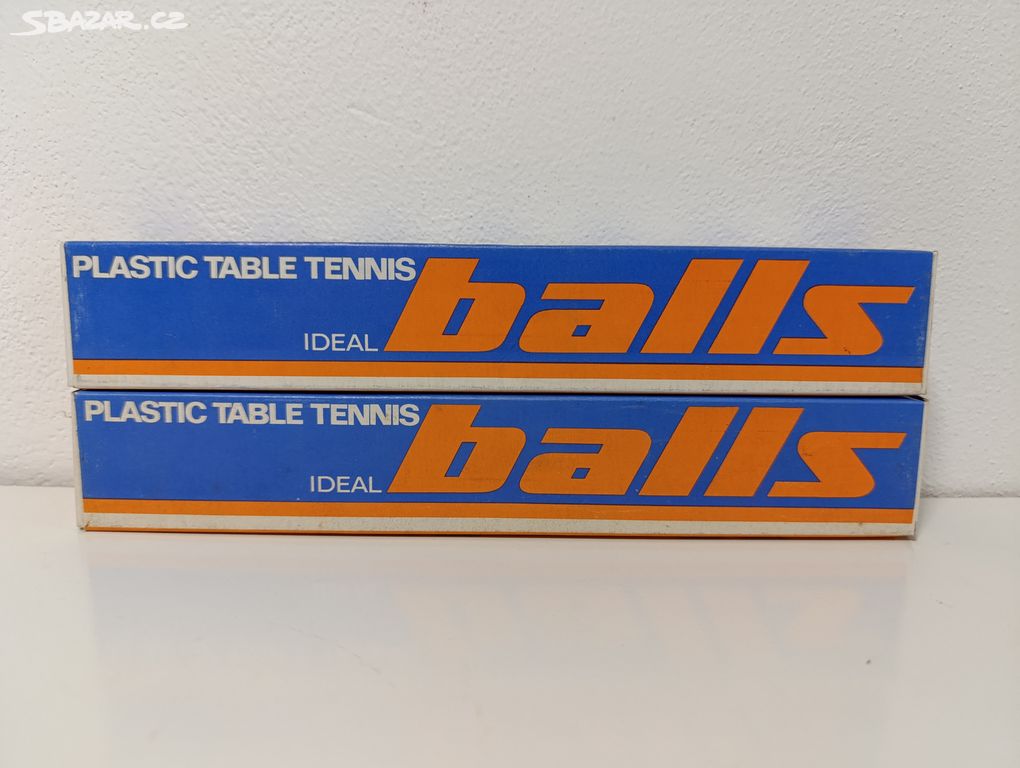 SBAZAR.CZ
PLASTIC TABLE TENNIS balls
IDEAL
PLASTIC TABLE TENNIS balls
IDEAL